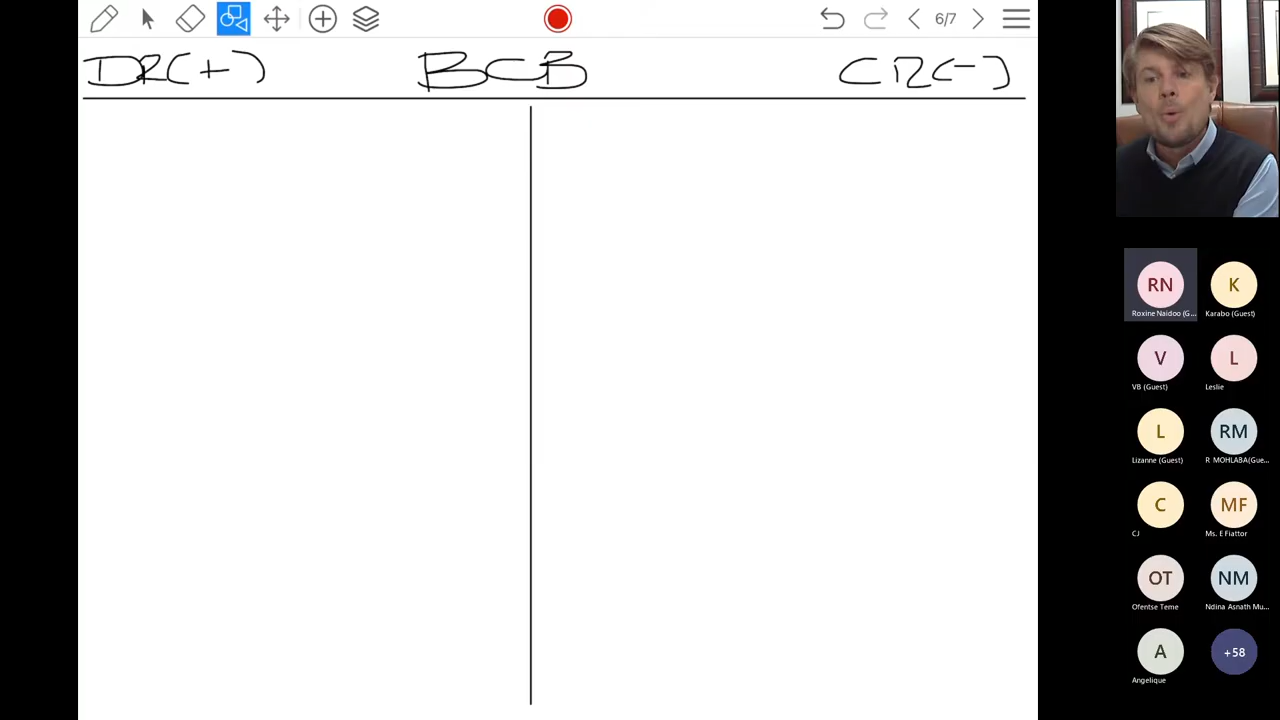 6/7
DR(+) BCB CR(-)
RN K
Roxine Naidoo (G... Karabo (Guest)
V L
VB (Guest) Leslie
L RM
Lizanne (Guest) R MOHLABA(Gue...
C MF
CJ Ms. E Fiattor
OT NM
Ofentse Teme Ndina Asnath Mu...
A +58
Angelique